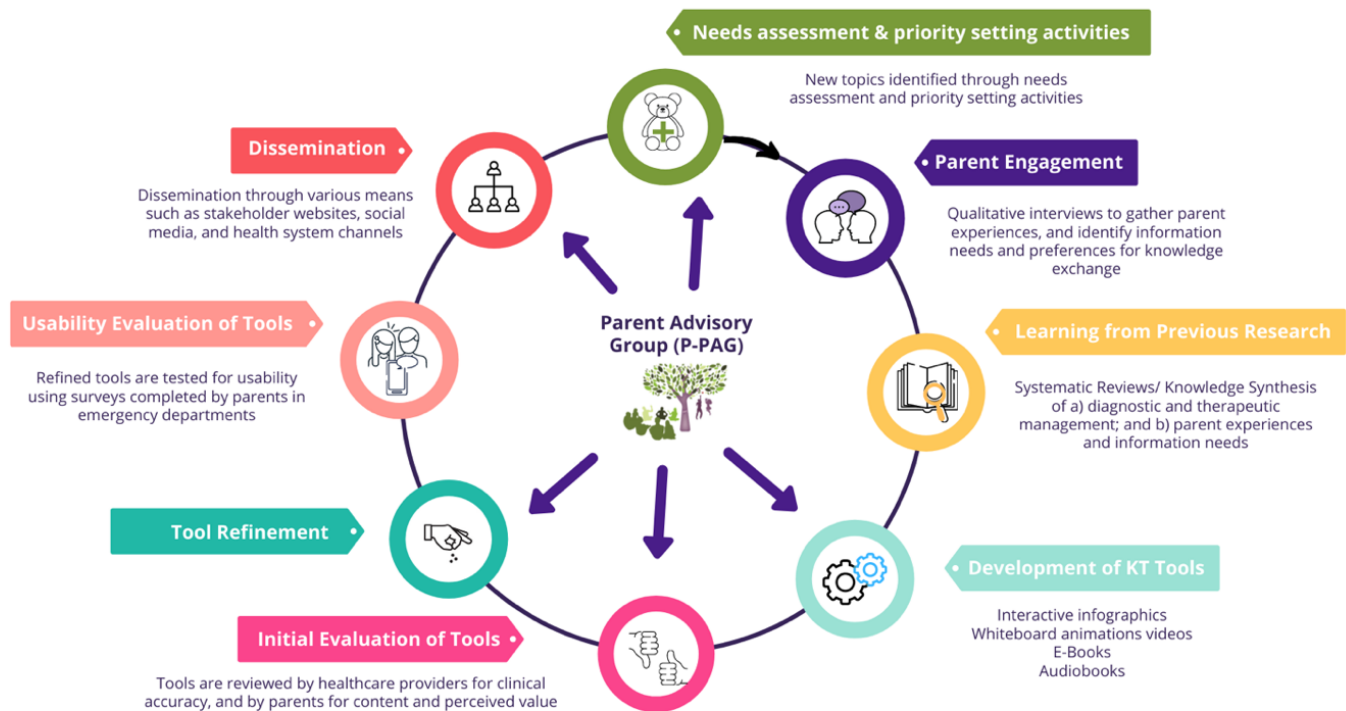 Needs assessment & priority setting activities
New topics identified through needs
assessment and priority setting activities
Parent Engagement
Qualitative interviews to gather parent
experiences, and identify information
needs and preferences for knowledge
exchange
Learning from Previous Research
Systematic Reviews/ Knowledge Synthesis
of a) diagnostic and therapeutic
management; and b) parent experiences
and information needs
Development of KT Tools
Interactive infographics
Whiteboard animations videos
E-Books
Audiobooks
Initial Evaluation of Tools
Tools are reviewed by healthcare providers for clinical
accuracy, and by parents for content and perceived value
Tool Refinement
Usability Evaluation of Tools
Refined tools are tested for usability
using surveys completed by parents in
emergency departments
Dissemination
Dissemination through various means
such as stakeholder websites, social
media, and health system channels
Parent Advisory
Group (P-PAG)